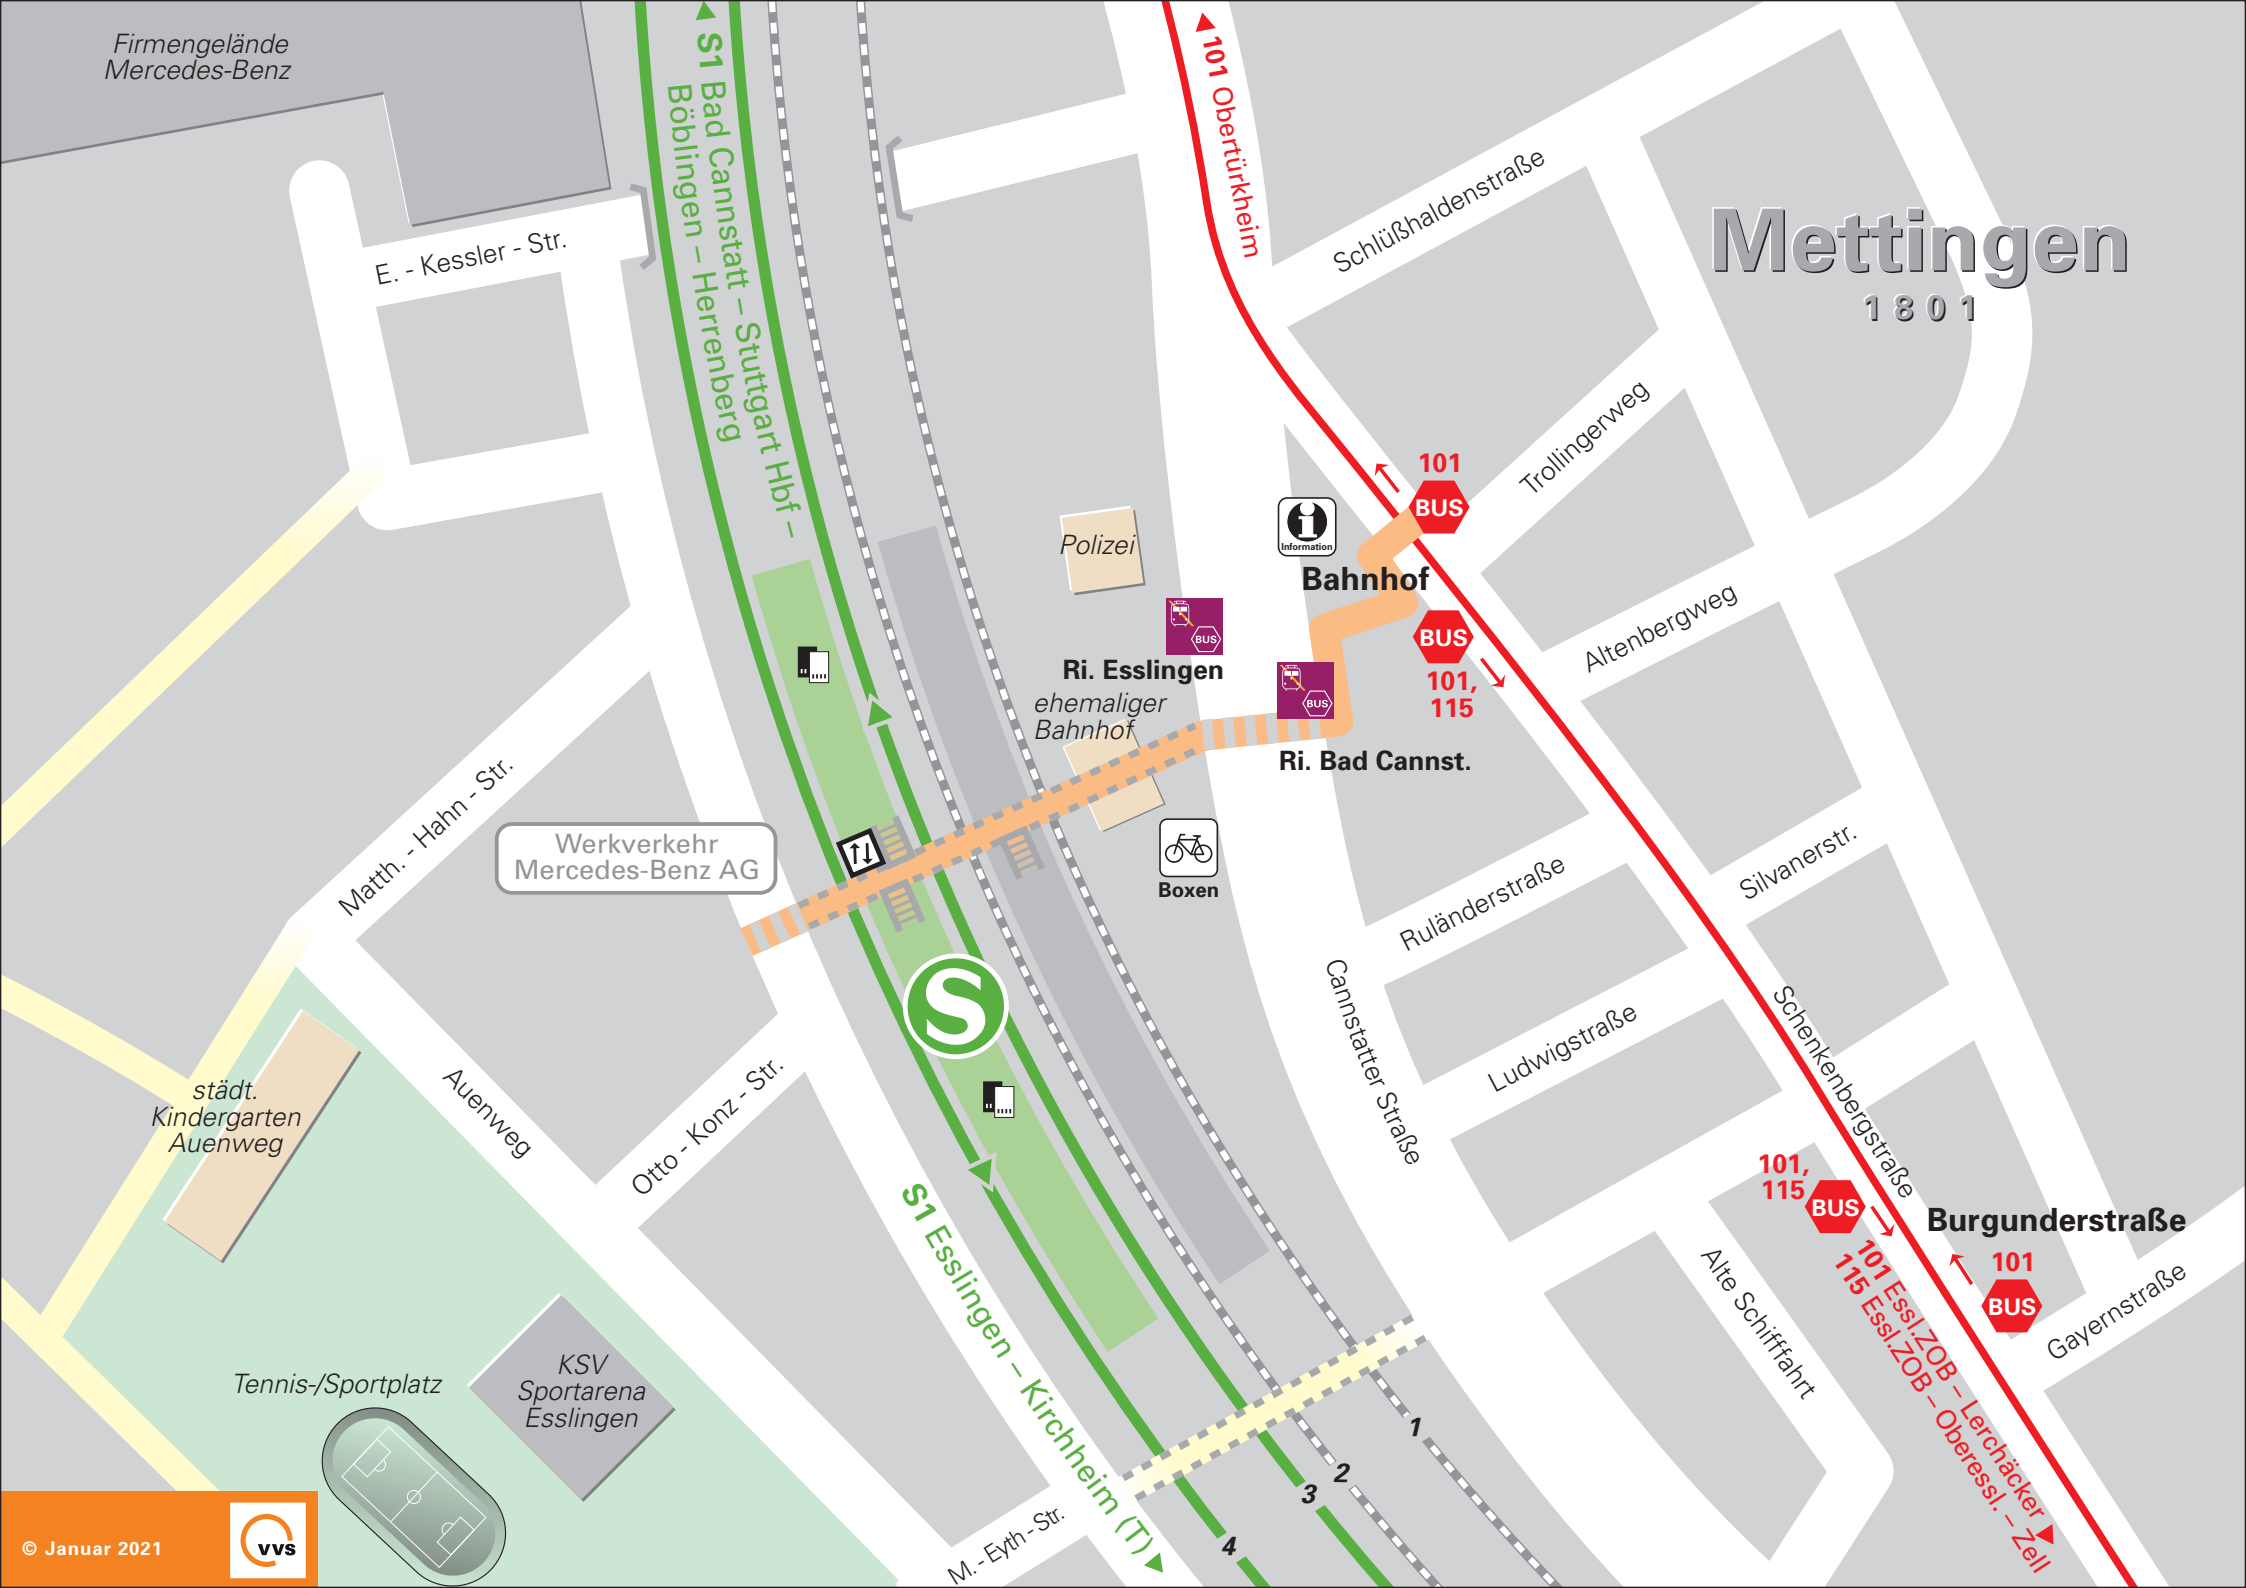 Firmengelände
Mercedes-Benz
S1 Bad Cannstatt – Stuttgart Hbf –
Böblingen – Herrenberg
101 Obertürkheim
Schlüßhaldenstraße
Mettingen
1801
E. - Kessler - Str.
Trollingerweg
101
BUS
Information
Bahnhof
Polizei
BUS
Ri. Esslingen
ehemaliger
Bahnhof
BUS
Ri. Bad Cannst.
BUS
101,
115
Altenbergweg
Matth. - Hahn - Str.
Werkverkehr
Mercedes-Benz AG
Boxen
Silvanerstr.
Ruländerstraße
Cannstatter Straße
Ludwigstraße
Schenkenbergstraße
S
städt.
Kindergarten
Auenweg
Auenweg
Otto - Konz - Str.
101,
115
BUS
Burgunderstraße
101
BUS
Gayernstraße
Alte Schifffahrt
101 Essl.ZOB – Lerchäcker
115 Essl.ZOB – Oberessl. – Zell
S1 Esslingen – Kirchheim (T)
Tennis-/Sportplatz
KSV
Sportarena
Esslingen
1
2
3
4
M. - Eyth - Str.
© Januar 2021
vvs